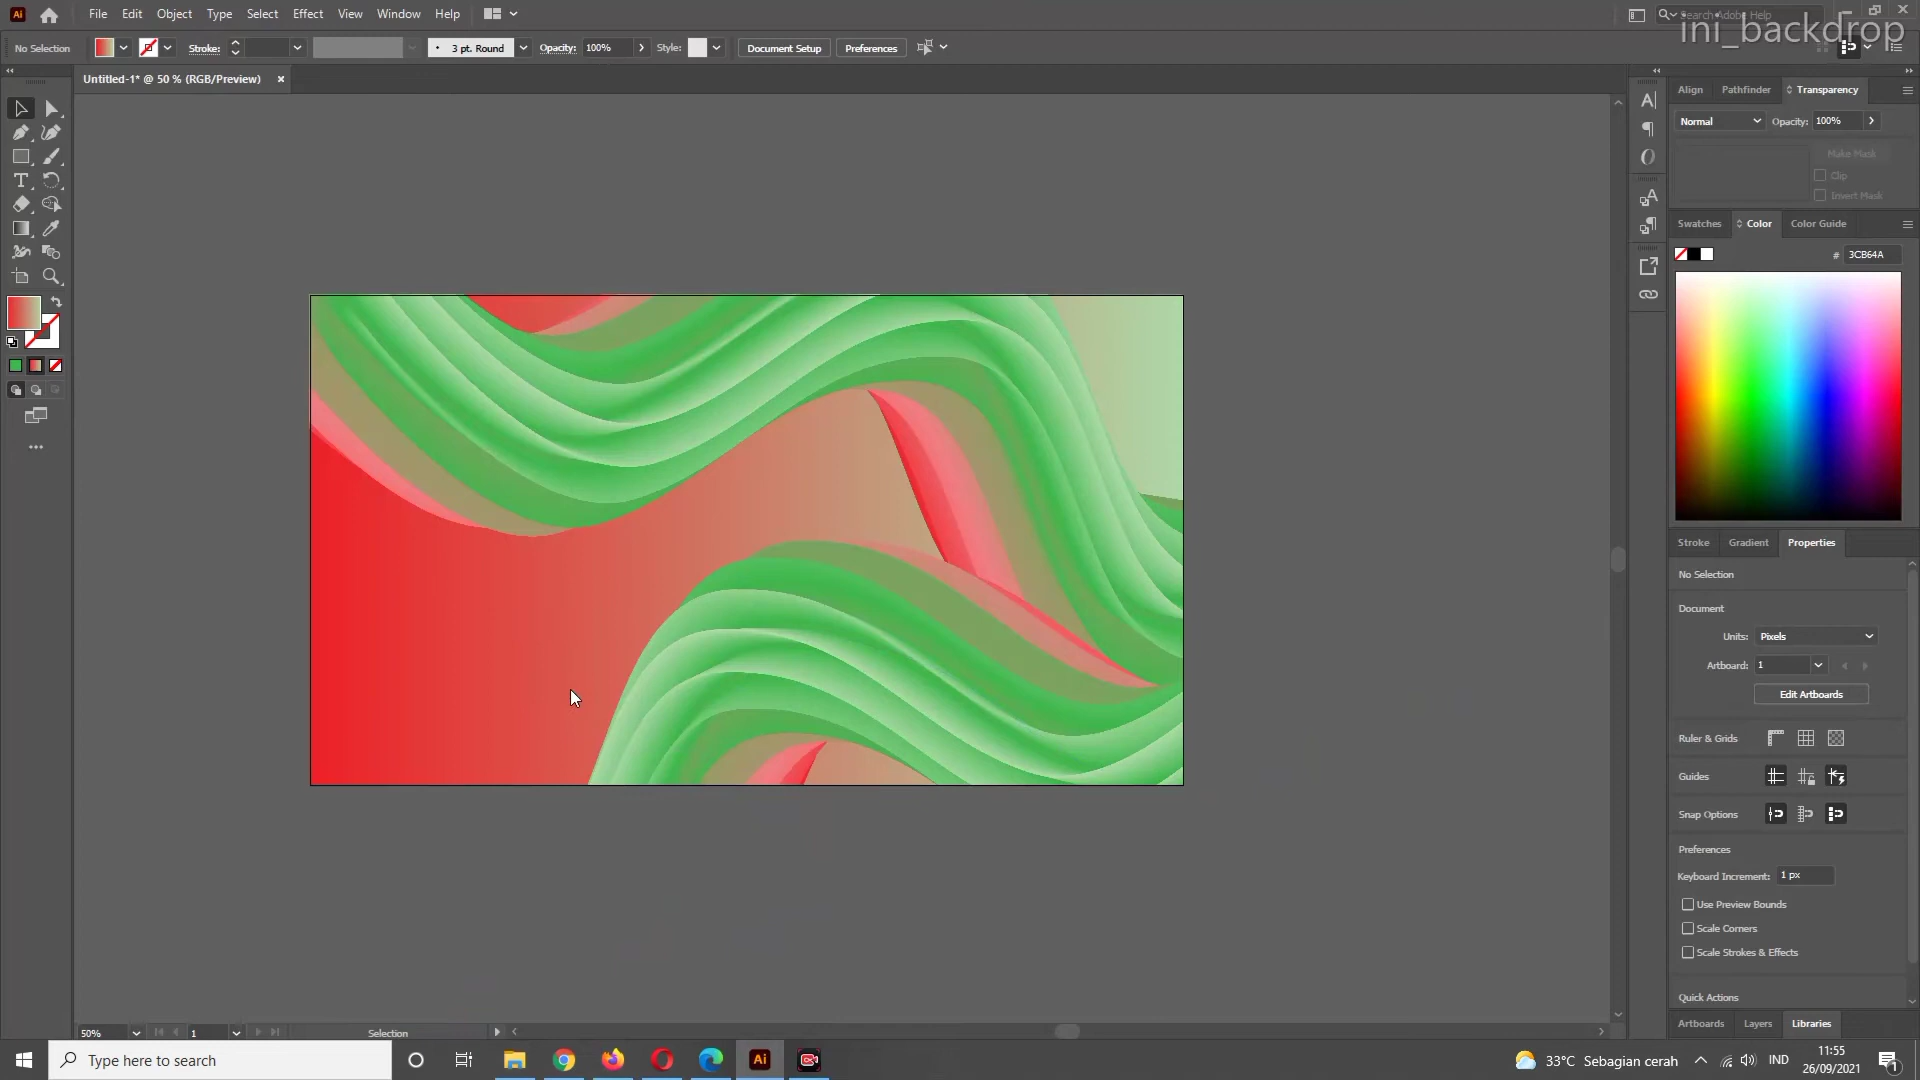 Ai File Edit Object Type Select Effect View Window Help
Search Adobe Help
ini_backdrop
No Selection Stroke: 3 pt. Round Opacity: 100% Style: Document Setup Preferences
Untitled-1* @ 50 % (RGB/Preview) ×
Align Pathfinder Transparency
Normal Opacity: 100%
Make Mask
Clip
Invert Mask
Swatches Color Color Guide
# 3CB64A
Stroke Gradient Properties
No Selection
Document
Units: Pixels
Artboard: 1
Edit Artboards
Ruler & Grids
Guides
Snap Options
Preferences
Keyboard Increment: 1 px
Use Preview Bounds
Scale Corners
Scale Strokes & Effects
Quick Actions
Artboards Layers Libraries
50% 1 Selection
Type here to search
Ai
33°C Sebagian cerah
IND
11:55
26/09/2021
1